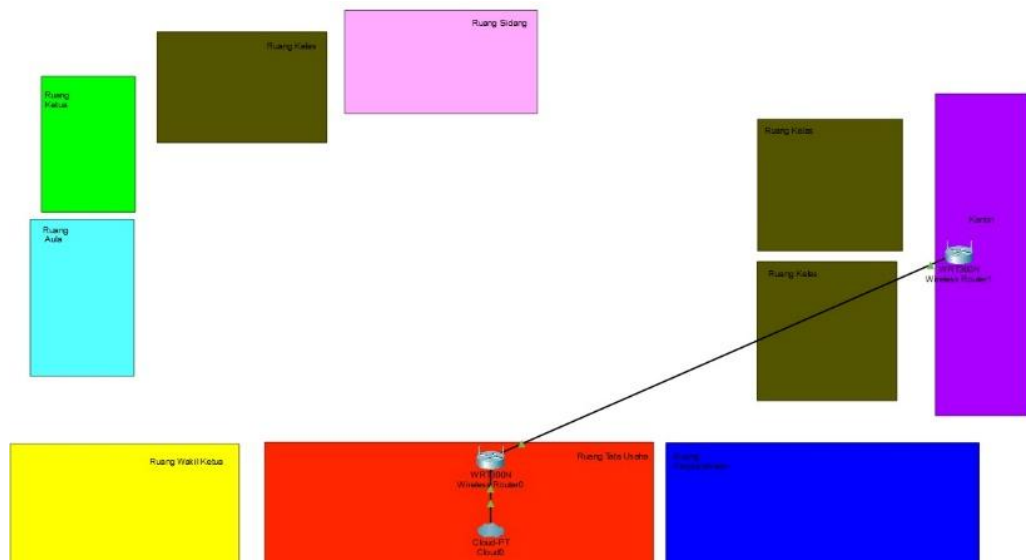 Ruang Sidang
Ruang Kelas
Ruang
Ketua
Ruang Kelas
Ruang
Aula
Kantin
WRT300N
Wireless Router1
Ruang Kelas
Ruang Wakil Ketua
Ruang Tata Usaha
WRT300N
Wireless Router0
Cloud-PT
Cloud0
Ruang